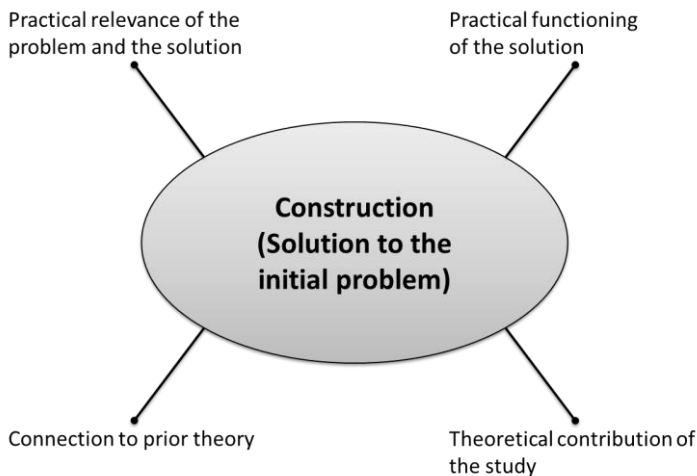 Practical relevance of the
problem and the solution
Practical functioning
of the solution
Construction
(Solution to the
initial problem)
Connection to prior theory
Theoretical contribution of
the study